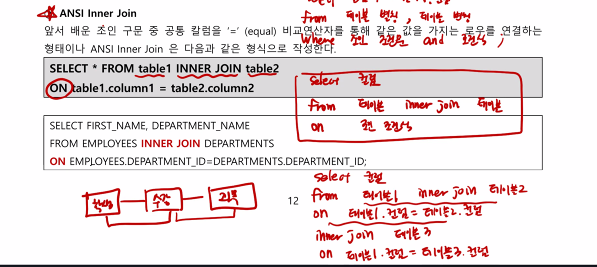 ANSI Inner Join
from 테이블 별칭, 테이블 별칭
앞서 배운 조인 구문 중 공통 칼럼을 '=' (equal) 비교연산자를 통해 같은 값을 가지는 로우를 연결하는
where 조인 조건문 and 조건식;
형태이나 ANSI Inner Join 은 다음과 같은 형식으로 작성한다.
SELECT * FROM table1 INNER JOIN table2
ON table1.column1 = table2.column2
select 컬럼
from 테이블 inner join 테이블
on 조인 조건식
SELECT FIRST_NAME, DEPARTMENT_NAME
FROM EMPLOYEES INNER JOIN DEPARTMENTS
ON EMPLOYEES.DEPARTMENT_ID=DEPARTMENTS.DEPARTMENT_ID;
학생 수강 과목
12
select 컬럼
from 테이블1 inner join 테이블2
on 테이블1.컬럼 = 테이블2.컬럼
inner join 테이블3
on 테이블1.컬럼 = 테이블3.컬럼